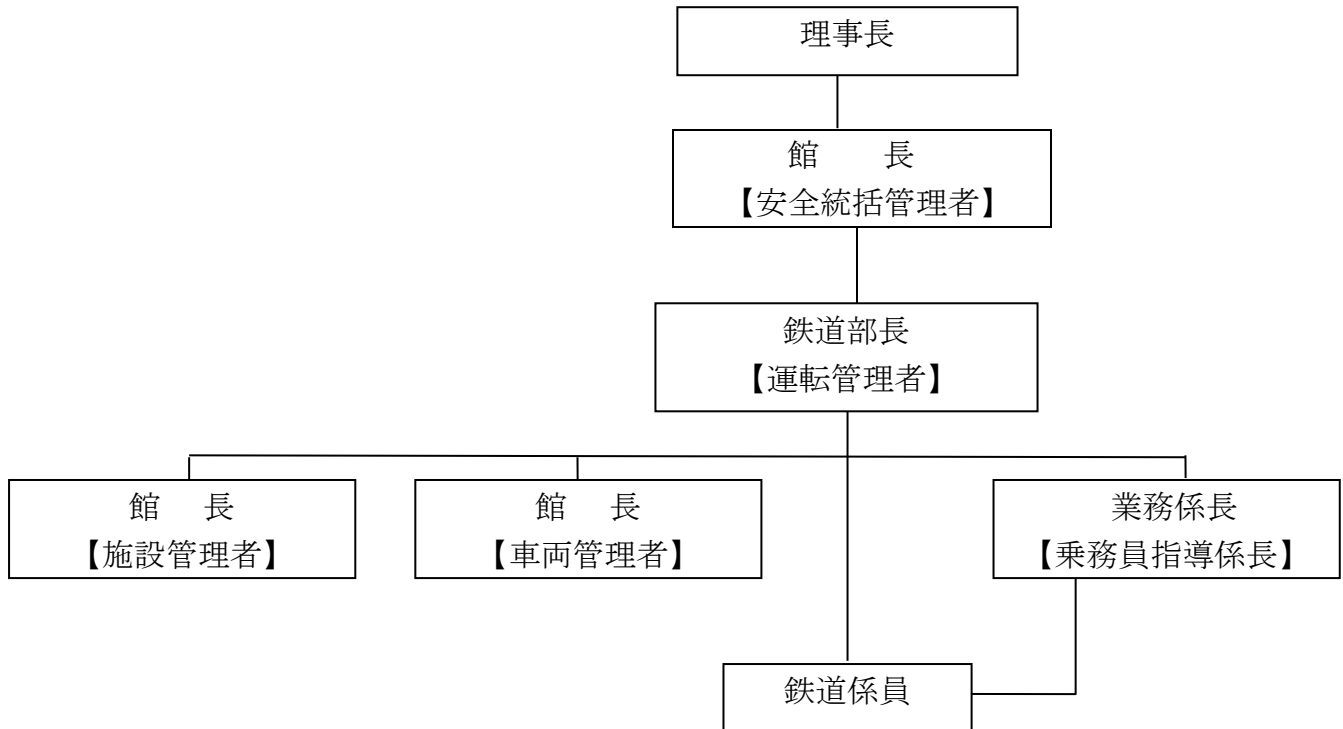 理事長
館　　長
【安全統括管理者】
鉄道部長
【運転管理者】
館　長
【施設管理者】
館　長
【車両管理者】
業務係長
【乗務員指導係長】
鉄道係員